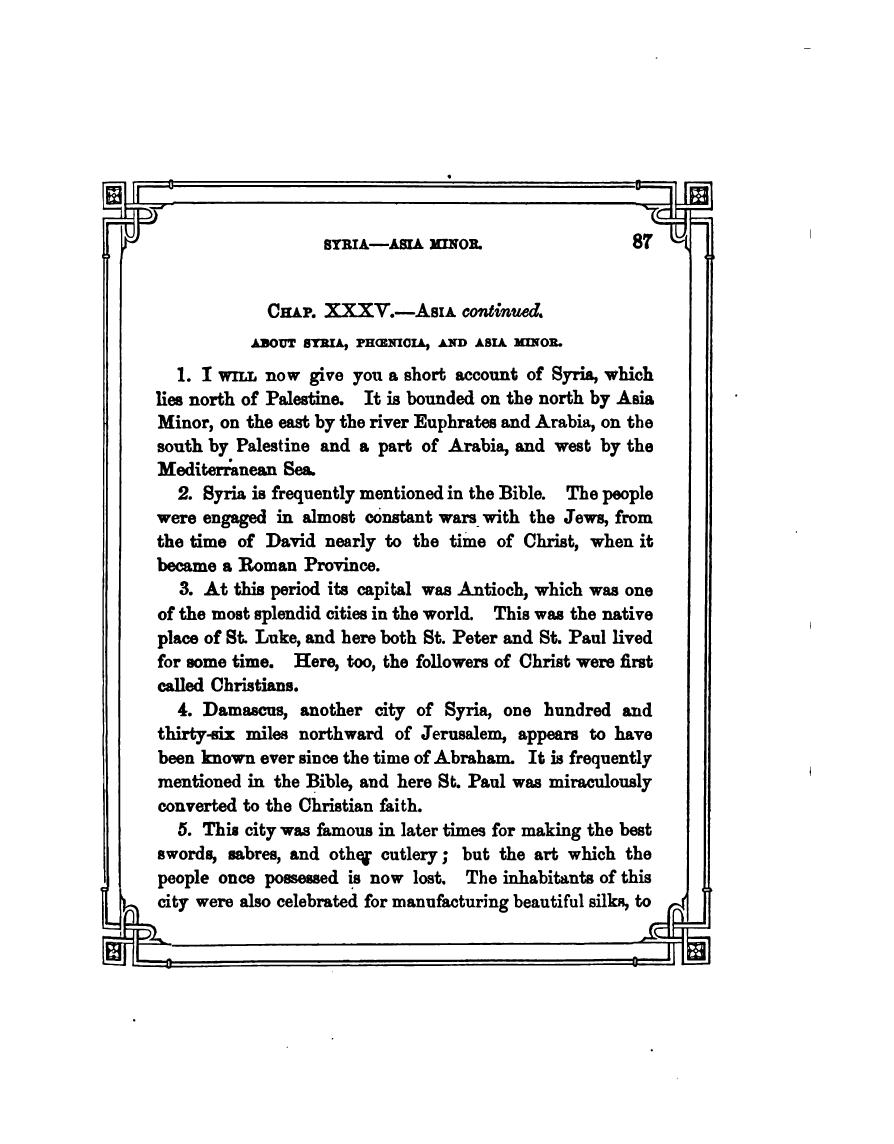 SYRIA—ASIA MINOR. 87
CHAP. XXXV.—ASIA continued.
ABOUT SYRIA, PHŒNICIA, AND ASIA MINOR.
1. I WILL now give you a short account of Syria, which
lies north of Palestine. It is bounded on the north by Asia
Minor, on the east by the river Euphrates and Arabia, on the
south by Palestine and a part of Arabia, and west by the
Mediterranean Sea.
2. Syria is frequently mentioned in the Bible. The people
were engaged in almost constant wars with the Jews, from
the time of David nearly to the time of Christ, when it
became a Roman Province.
3. At this period its capital was Antioch, which was one
of the most splendid cities in the world. This was the native
place of St. Luke, and here both St. Peter and St. Paul lived
for some time. Here, too, the followers of Christ were first
called Christians.
4. Damascus, another city of Syria, one hundred and
thirty-six miles northward of Jerusalem, appears to have
been known ever since the time of Abraham. It is frequently
mentioned in the Bible, and here St. Paul was miraculously
converted to the Christian faith.
5. This city was famous in later times for making the best
swords, sabres, and other cutlery; but the art which the
people once possessed is now lost. The inhabitants of this
city were also celebrated for manufacturing beautiful silks, to